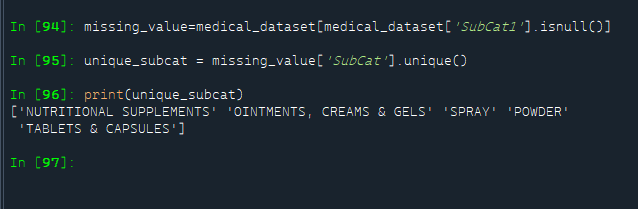 In [94]: missing_value=medical_dataset[medical_dataset['SubCat1'].isnull()]
In [95]: unique_subcat = missing_value['SubCat'].unique()
In [96]: print(unique_subcat)
['NUTRITIONAL SUPPLEMENTS' 'OINTMENTS, CREAMS & GELS' 'SPRAY' 'POWDER'
'TABLETS & CAPSULES']
In [97]: